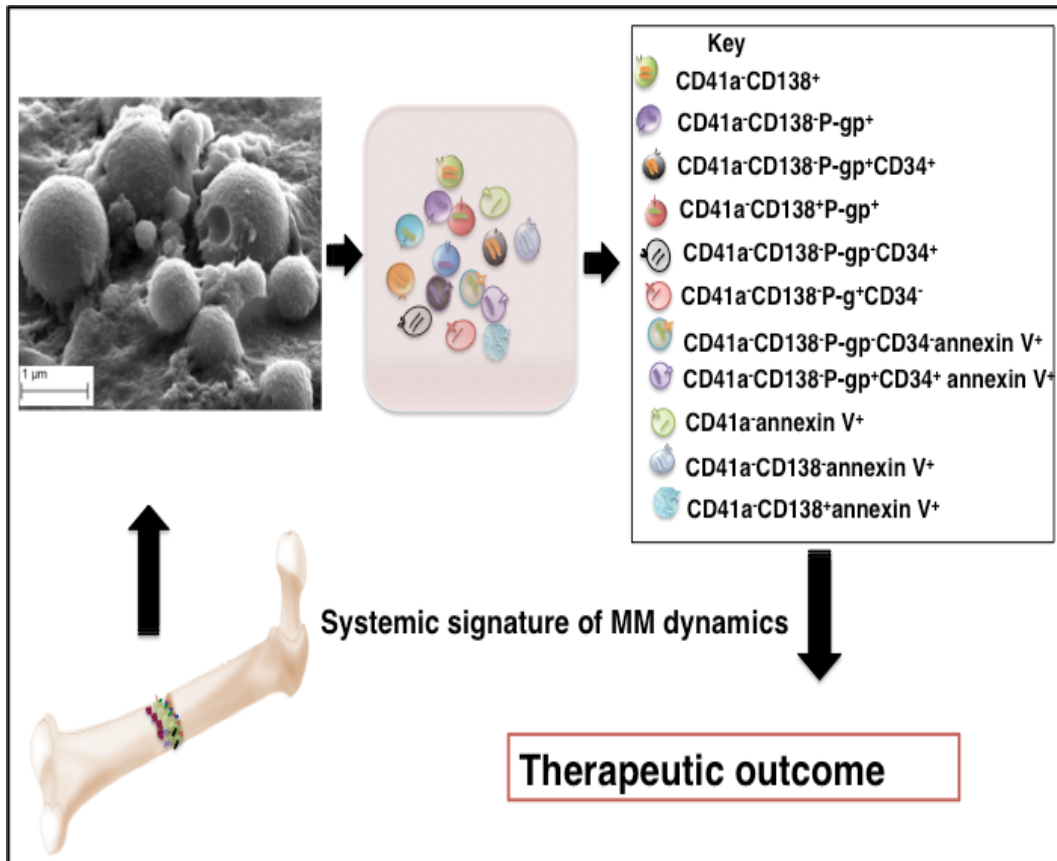 Key
CD41a⁻CD138⁺
CD41a⁻CD138⁻P-gp⁺
CD41a⁻CD138⁻P-gp⁺CD34⁺
CD41a⁻CD138⁺P-gp⁺
CD41a⁻CD138⁻P-gp⁻CD34⁺
CD41a⁻CD138⁻P-g⁺CD34⁻
CD41a⁻CD138⁻P-gp⁻CD34⁻annexin V⁺
CD41a⁻CD138⁻P-gp⁺CD34⁺ annexin V⁺
CD41a⁻annexin V⁺
CD41a⁻CD138⁻annexin V⁺
CD41a⁻CD138⁺annexin V⁺
1 µm
Systemic signature of MM dynamics
Therapeutic outcome